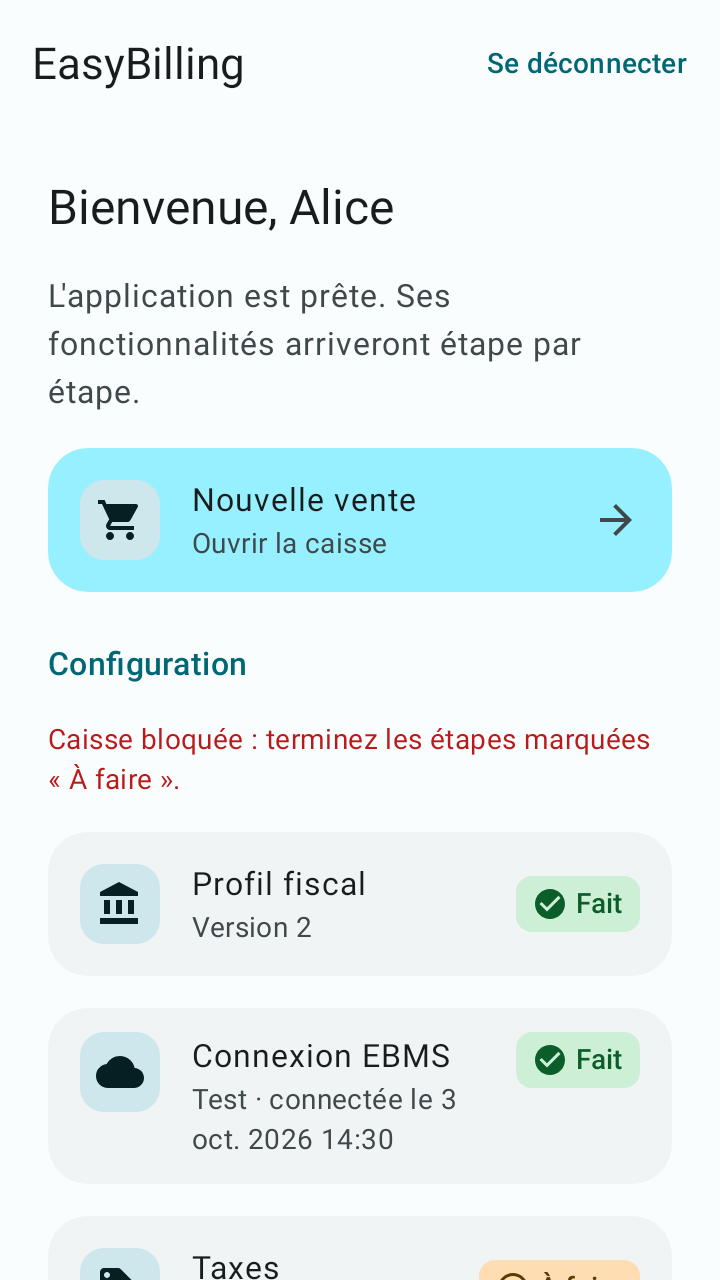 EasyBilling
Se déconnecter
Bienvenue, Alice
L'application est prête. Ses
fonctionnalités arriveront étape par
étape.
Nouvelle vente
Ouvrir la caisse
Configuration
Caisse bloquée : terminez les étapes marquées
« À faire ».
Profil fiscal
Version 2
Fait
Connexion EBMS
Test · connectée le 3
oct. 2026 14:30
Fait
Taxes